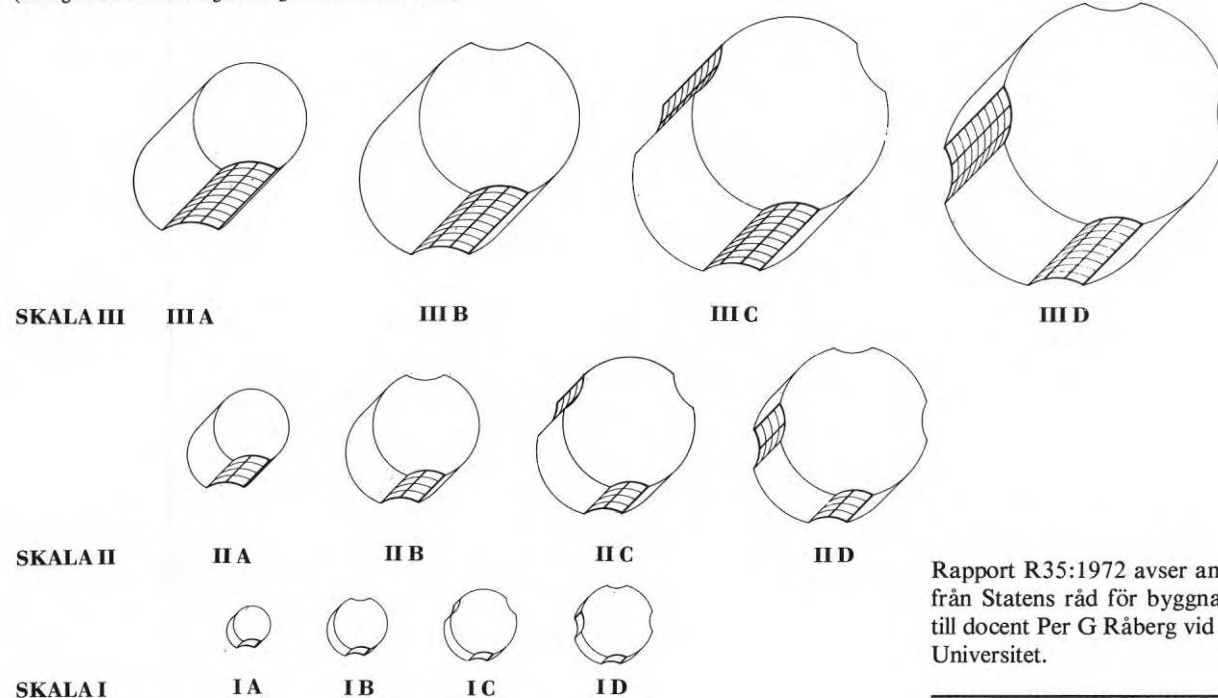 SKALA III III A III B III C III D
SKALA II II A II B II C II D
Rapport R35:1972 avser an
från Statens råd för byggna
till docent Per G Råberg vid
Universitet.
SKALA I I A I B I C I D